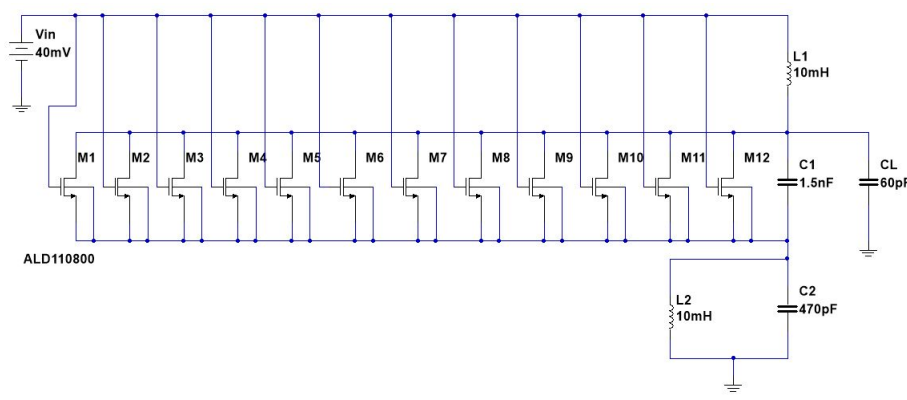 Vin
40mV
L1
10mH
M1 M2 M3 M4 M5 M6 M7 M8 M9 M10 M11 M12
C1
1.5nF
CL
60pF
ALD110800
L2
10mH
C2
470pF